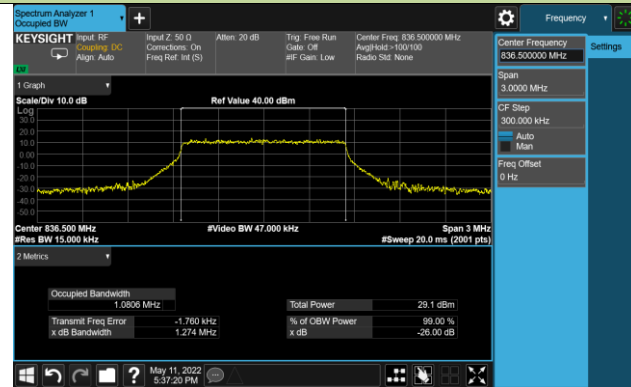 Spectrum Analyzer 1
Occupied BW
Frequency
KEYSIGHT
Input: RF
Coupling: DC
Align: Auto
Input Z: 50 Ω
Corrections: On
Freq Ref: Int (S)
Atten: 20 dB
Trig: Free Run
Gate: Off
#IF Gain: Low
Center Freq: 836.500000 MHz
Avg|Hold:>100/100
Radio Std: None
LXI
Center Frequency
836.500000 MHz
Settings
Span
3.0000 MHz
CF Step
300.000 kHz
Auto
Man
Freq Offset
0 Hz
1 Graph
Scale/Div 10.0 dB
Ref Value 40.00 dBm
Log
30.0
20.0
10.0
0.00
-10.0
-20.0
-30.0
-40.0
-50.0
Center 836.500 MHz
#Video BW 47.000 kHz
Span 3 MHz
#Res BW 15.000 kHz
#Sweep 20.0 ms (2001 pts)
2 Metrics
Occupied Bandwidth
1.0806 MHz
Total Power 29.1 dBm
Transmit Freq Error -1.760 kHz
% of OBW Power 99.00 %
x dB Bandwidth 1.274 MHz
x dB -26.00 dB
May 11, 2022
5:37:20 PM